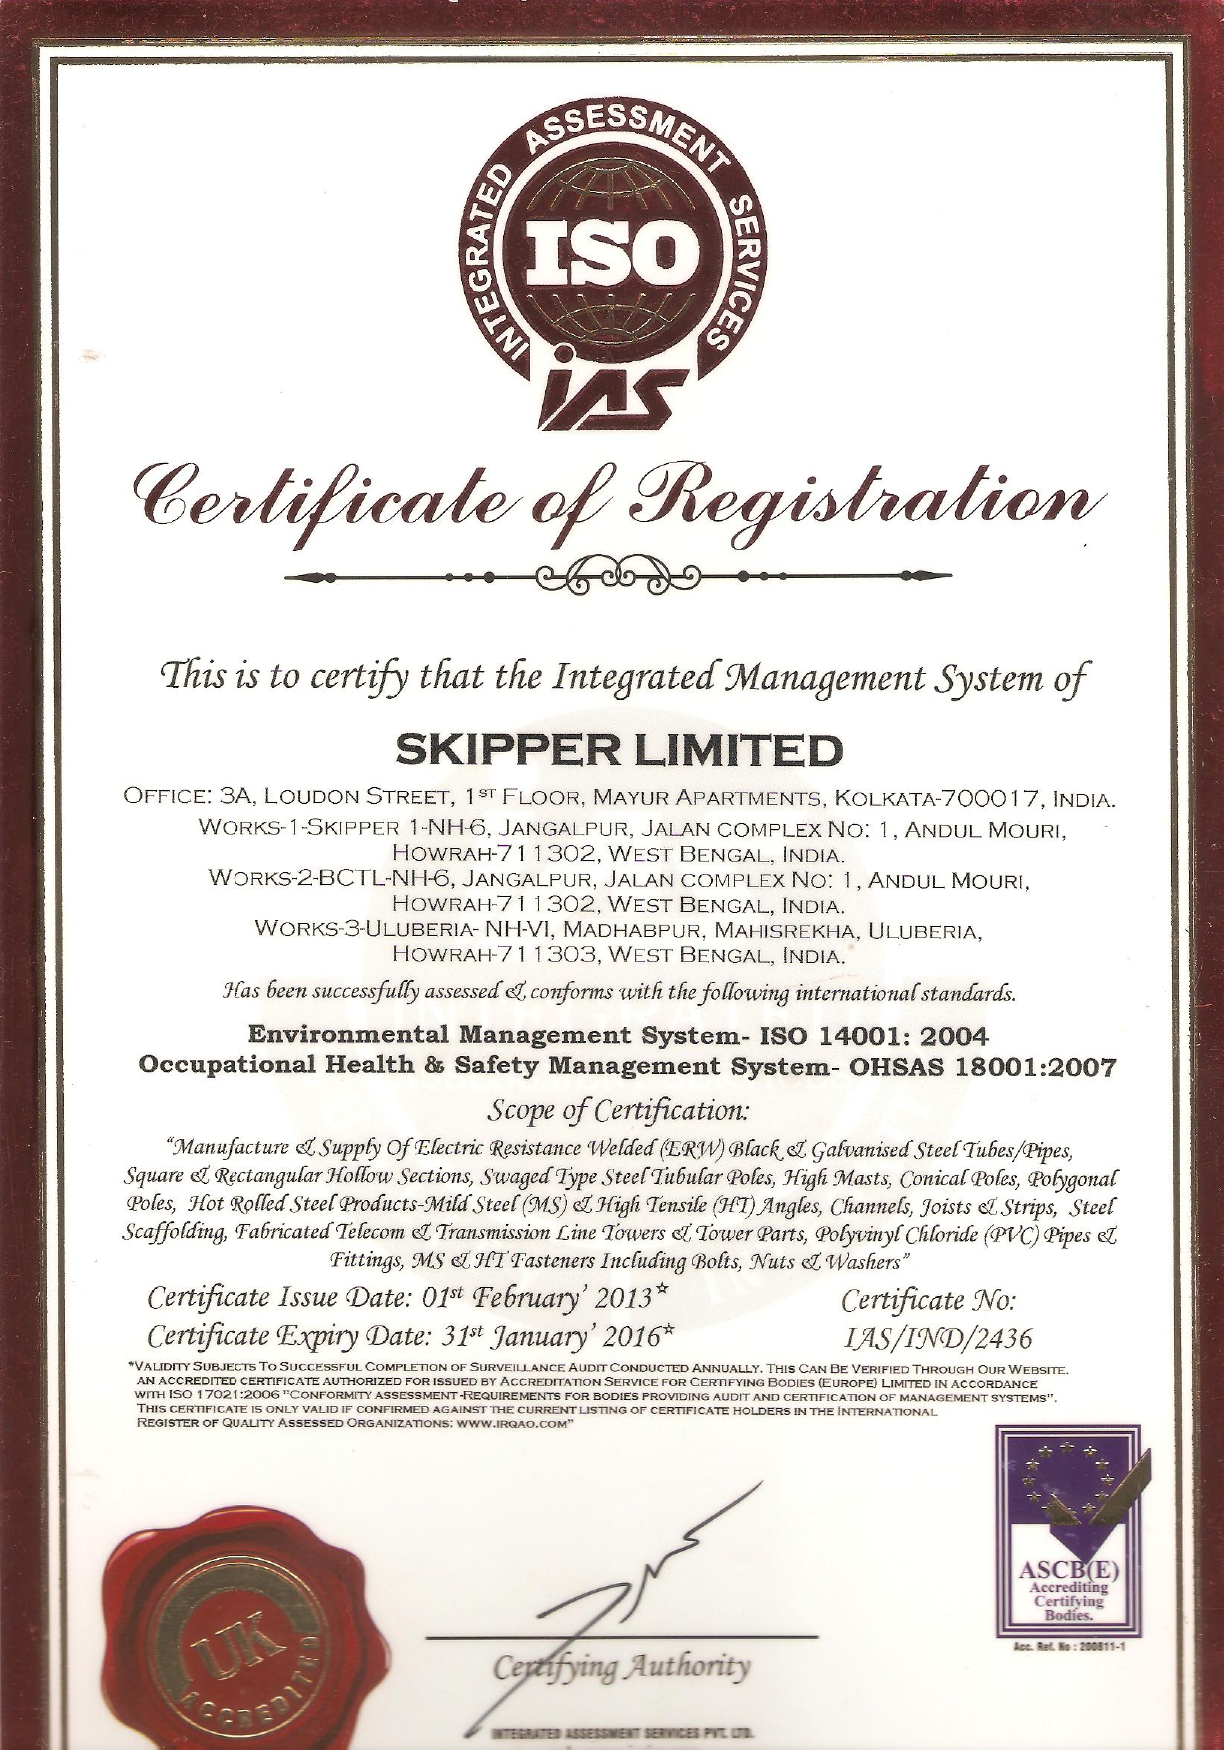 INTEGRATED ASSESSMENT SERVICES
ISO
iAS
Certificate of Registration
This is to certify that the Integrated Management System of
SKIPPER LIMITED
OFFICE: 3A, LOUDON STREET, 1ST FLOOR, MAYUR APARTMENTS, KOLKATA-700017, INDIA.
WORKS-1-SKIPPER 1-NH-6, JANGALPUR, JALAN COMPLEX NO: 1, ANDUL MOURI,
HOWRAH-711302, WEST BENGAL, INDIA.
WORKS-2-BCTL-NH-6, JANGALPUR, JALAN COMPLEX NO: 1, ANDUL MOURI,
HOWRAH-711302, WEST BENGAL, INDIA.
WORKS-3-ULUBERIA- NH-VI, MADHABPUR, MAHISREKHA, ULUBERIA,
HOWRAH-711303, WEST BENGAL, INDIA.
Has been successfully assessed & conforms with the following international standards.
Environmental Management System- ISO 14001: 2004
Occupational Health & Safety Management System- OHSAS 18001:2007
Scope of Certification:
"Manufacture & Supply Of Electric Resistance Welded (ERW) Black & Galvanised Steel Tubes/Pipes,
Square & Rectangular Hollow Sections, Swaged Type Steel Tubular Poles, High Masts, Conical Poles, Polygonal
Poles, Hot Rolled Steel Products-Mild Steel (MS) & High Tensile (HT) Angles, Channels, Joists & Strips, Steel
Scaffolding, Fabricated Telecom & Transmission Line Towers & Tower Parts, Polyvinyl Chloride (PVC) Pipes &
Fittings, MS & HT Fasteners Including Bolts, Nuts & Washers"
Certificate Issue Date: 01st February' 2013☆
Certificate No:
Certificate Expiry Date: 31st January' 2016☆
IAS/IND/2436
*VALIDITY SUBJECTS TO SUCCESSFUL COMPLETION OF SURVEILLANCE AUDIT CONDUCTED ANNUALLY. THIS CAN BE VERIFIED THROUGH OUR WEBSITE.
AN ACCREDITED CERTIFICATE AUTHORIZED FOR ISSUED BY ACCREDITATION SERVICE FOR CERTIFYING BODIES (EUROPE) LIMITED IN ACCORDANCE
WITH ISO 17021:2006 "CONFORMITY ASSESSMENT-REQUIREMENTS FOR BODIES PROVIDING AUDIT AND CERTIFICATION OF MANAGEMENT SYSTEMS".
THIS CERTIFICATE IS ONLY VALID IF CONFIRMED AGAINST THE CURRENT LISTING OF CERTIFICATE HOLDERS IN THE INTERNATIONAL
REGISTER OF QUALITY ASSESSED ORGANIZATIONS: WWW.IRQAO.COM"
ASCB(E)
Accrediting
Certifying
Bodies.
Acc. Ref. No : 200811-1
UK
ACCREDITED
Certifying Authority
INTEGRATED ASSESSMENT SERVICES PVT. LTD.